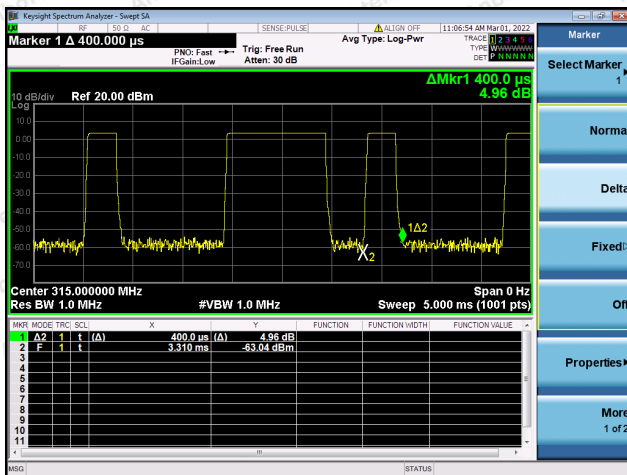 Keysight Spectrum Analyzer - Swept SA
RF 50 Ω AC SENSE:PULSE ALIGN OFF 11:06:54 AM Mar 01, 2022
Marker 1 Δ 400.000 µs
PNO: Fast
IFGain:Low
Trig: Free Run
Atten: 30 dB
Avg Type: Log-Pwr
TRACE 1 2 3 4 5 6
TYPE W
DET P N N N N N
ΔMkr1 400.0 µs
4.96 dB
10 dB/div Ref 20.00 dBm
Log
10.0
0.00
-10.0
-20.0
-30.0
-40.0
-50.0
-60.0
-70.0
1Δ2
X2
Center 315.000000 MHz Span 0 Hz
Res BW 1.0 MHz #VBW 1.0 MHz Sweep 5.000 ms (1001 pts)
MKR MODE TRC SCL X Y FUNCTION FUNCTION WIDTH FUNCTION VALUE
1 Δ2 1 t (Δ) 400.0 µs (Δ) 4.96 dB
2 F 1 t 3.310 ms -63.04 dBm
3
4
5
6
7
8
9
10
11
MSG STATUS
Marker
Select Marker
1
Norma
Delta
Fixed
Off
Properties
More
1 of 2